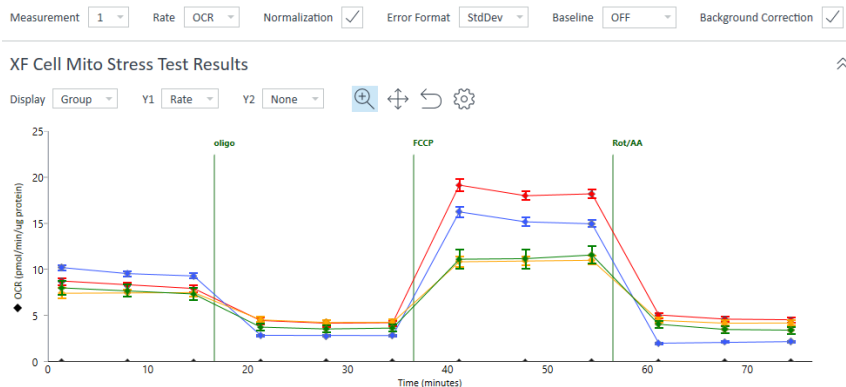 Measurement 1 Rate OCR Normalization Error Format StdDev Baseline OFF Background Correction
XF Cell Mito Stress Test Results
Display Group Y1 Rate Y2 None
oligo FCCP Rot/AA
25
20
15
10
5
0
OCR (pmol/min/ug protein)
0 10 20 30 40 50 60 70
Time (minutes)